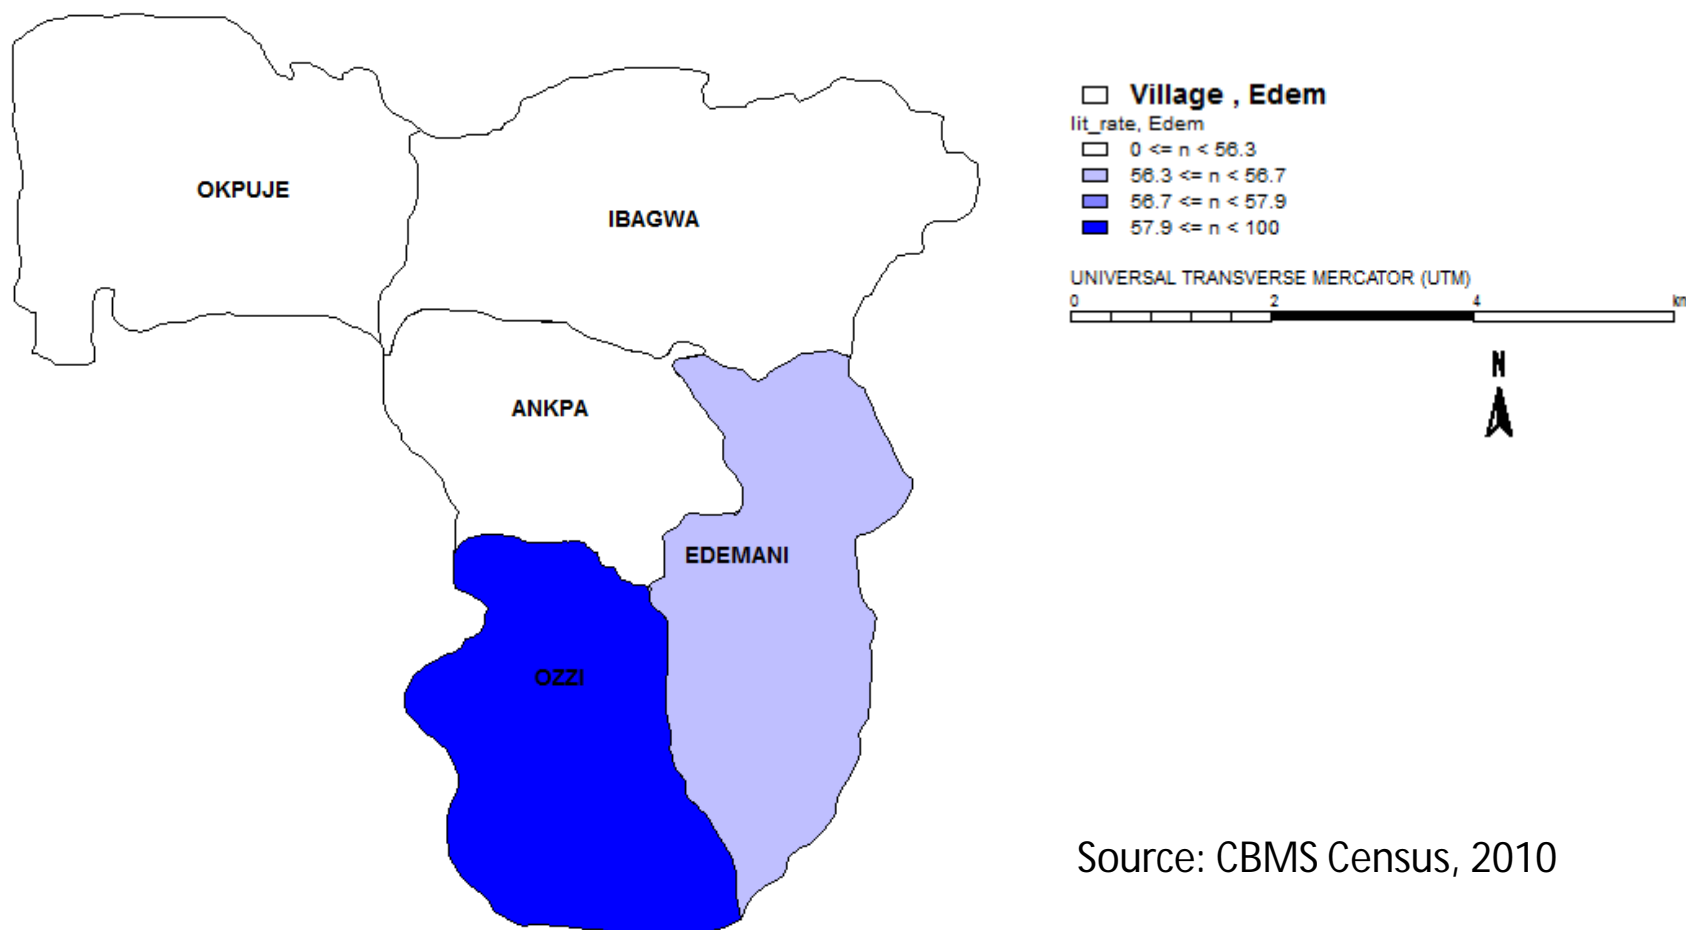 OKPUJE
IBAGWA
ANKPA
EDEMANI
OZZI
Village , Edem
lit_rate, Edem
0 <= n < 56.3
56.3 <= n < 56.7
56.7 <= n < 57.9
57.9 <= n < 100
UNIVERSAL TRANSVERSE MERCATOR (UTM)
0 2 4 km
N
Source: CBMS Census, 2010